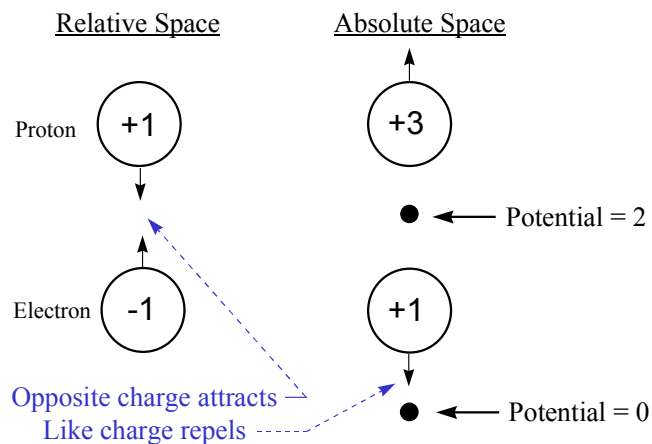 Relative Space
Absolute Space
Proton
+1
+3
Potential = 2
Electron
-1
+1
Opposite charge attracts
Like charge repels
Potential = 0